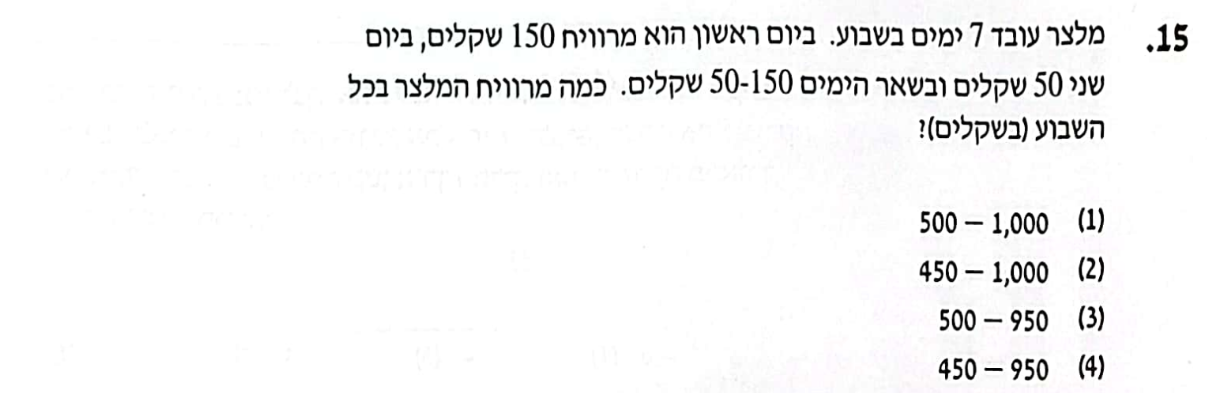 15. מלצר עובד 7 ימים בשבוע. ביום ראשון הוא מרוויח 150 שקלים, ביום
שני 50 שקלים ובשאר הימים 50-150 שקלים. כמה מרוויח המלצר בכל
השבוע (בשקלים)?
(1) 500 – 1,000
(2) 450 – 1,000
(3) 500 – 950
(4) 450 – 950